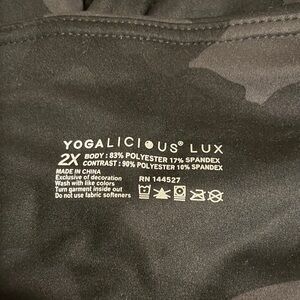 YOGALICIOUS® LUX
2X BODY : 83% POLYESTER 17% SPANDEX
CONTRAST : 90% POLYESTER 10% SPANDEX
MADE IN CHINA
Exclusive of decoration
Wash with like colors
Turn garment inside out
Do not use fabric softeners
RN 144527